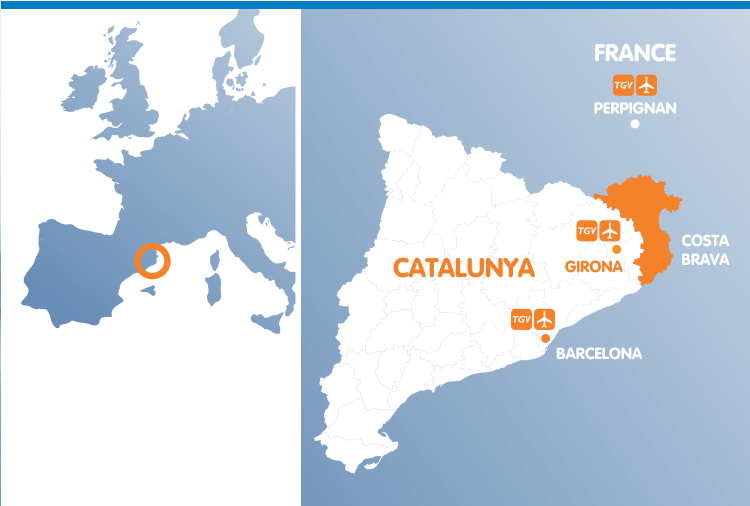 FRANCE
TGV
PERPIGNAN
TGV
COSTA
BRAVA
GIRONA
CATALUNYA
TGV
BARCELONA